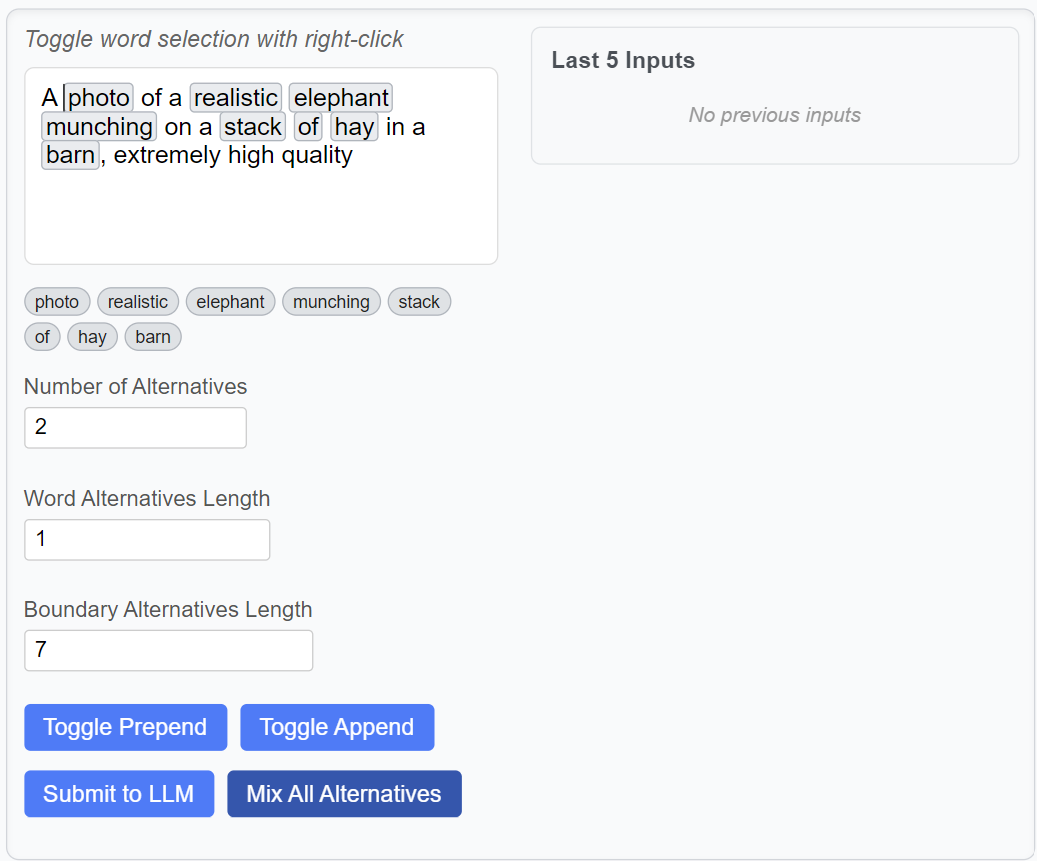 Toggle word selection with right-click
A photo of a realistic elephant
munching on a stack of hay in a
barn, extremely high quality
photo realistic elephant munching stack
of hay barn
Number of Alternatives
2
Word Alternatives Length
1
Boundary Alternatives Length
7
Toggle Prepend Toggle Append
Submit to LLM Mix All Alternatives
Last 5 Inputs
No previous inputs